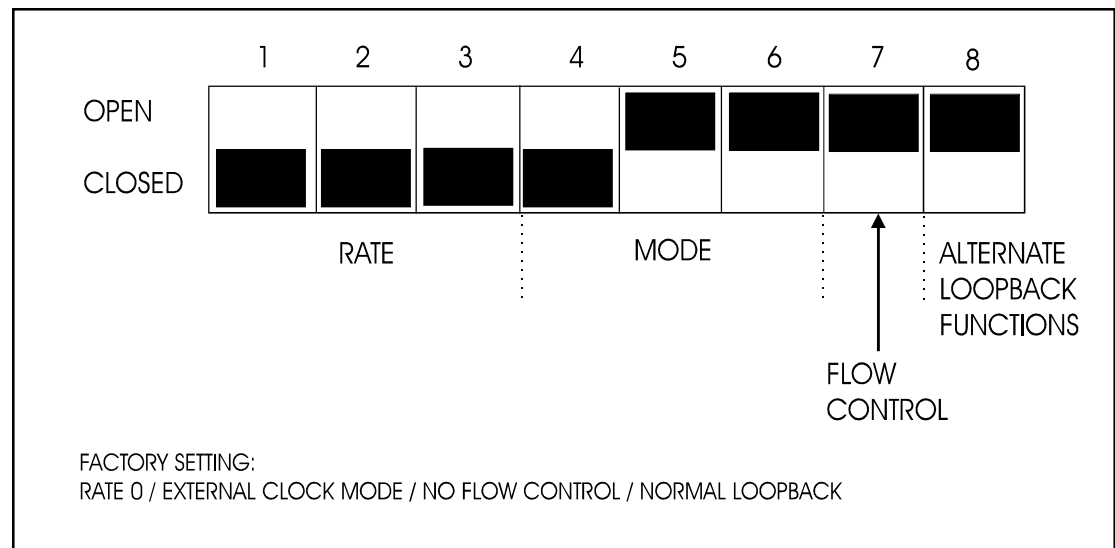 1 2 3 4 5 6 7 8
OPEN
CLOSED
RATE
MODE
ALTERNATE
LOOPBACK
FUNCTIONS
FLOW
CONTROL
FACTORY SETTING:
RATE 0 / EXTERNAL CLOCK MODE / NO FLOW CONTROL / NORMAL LOOPBACK